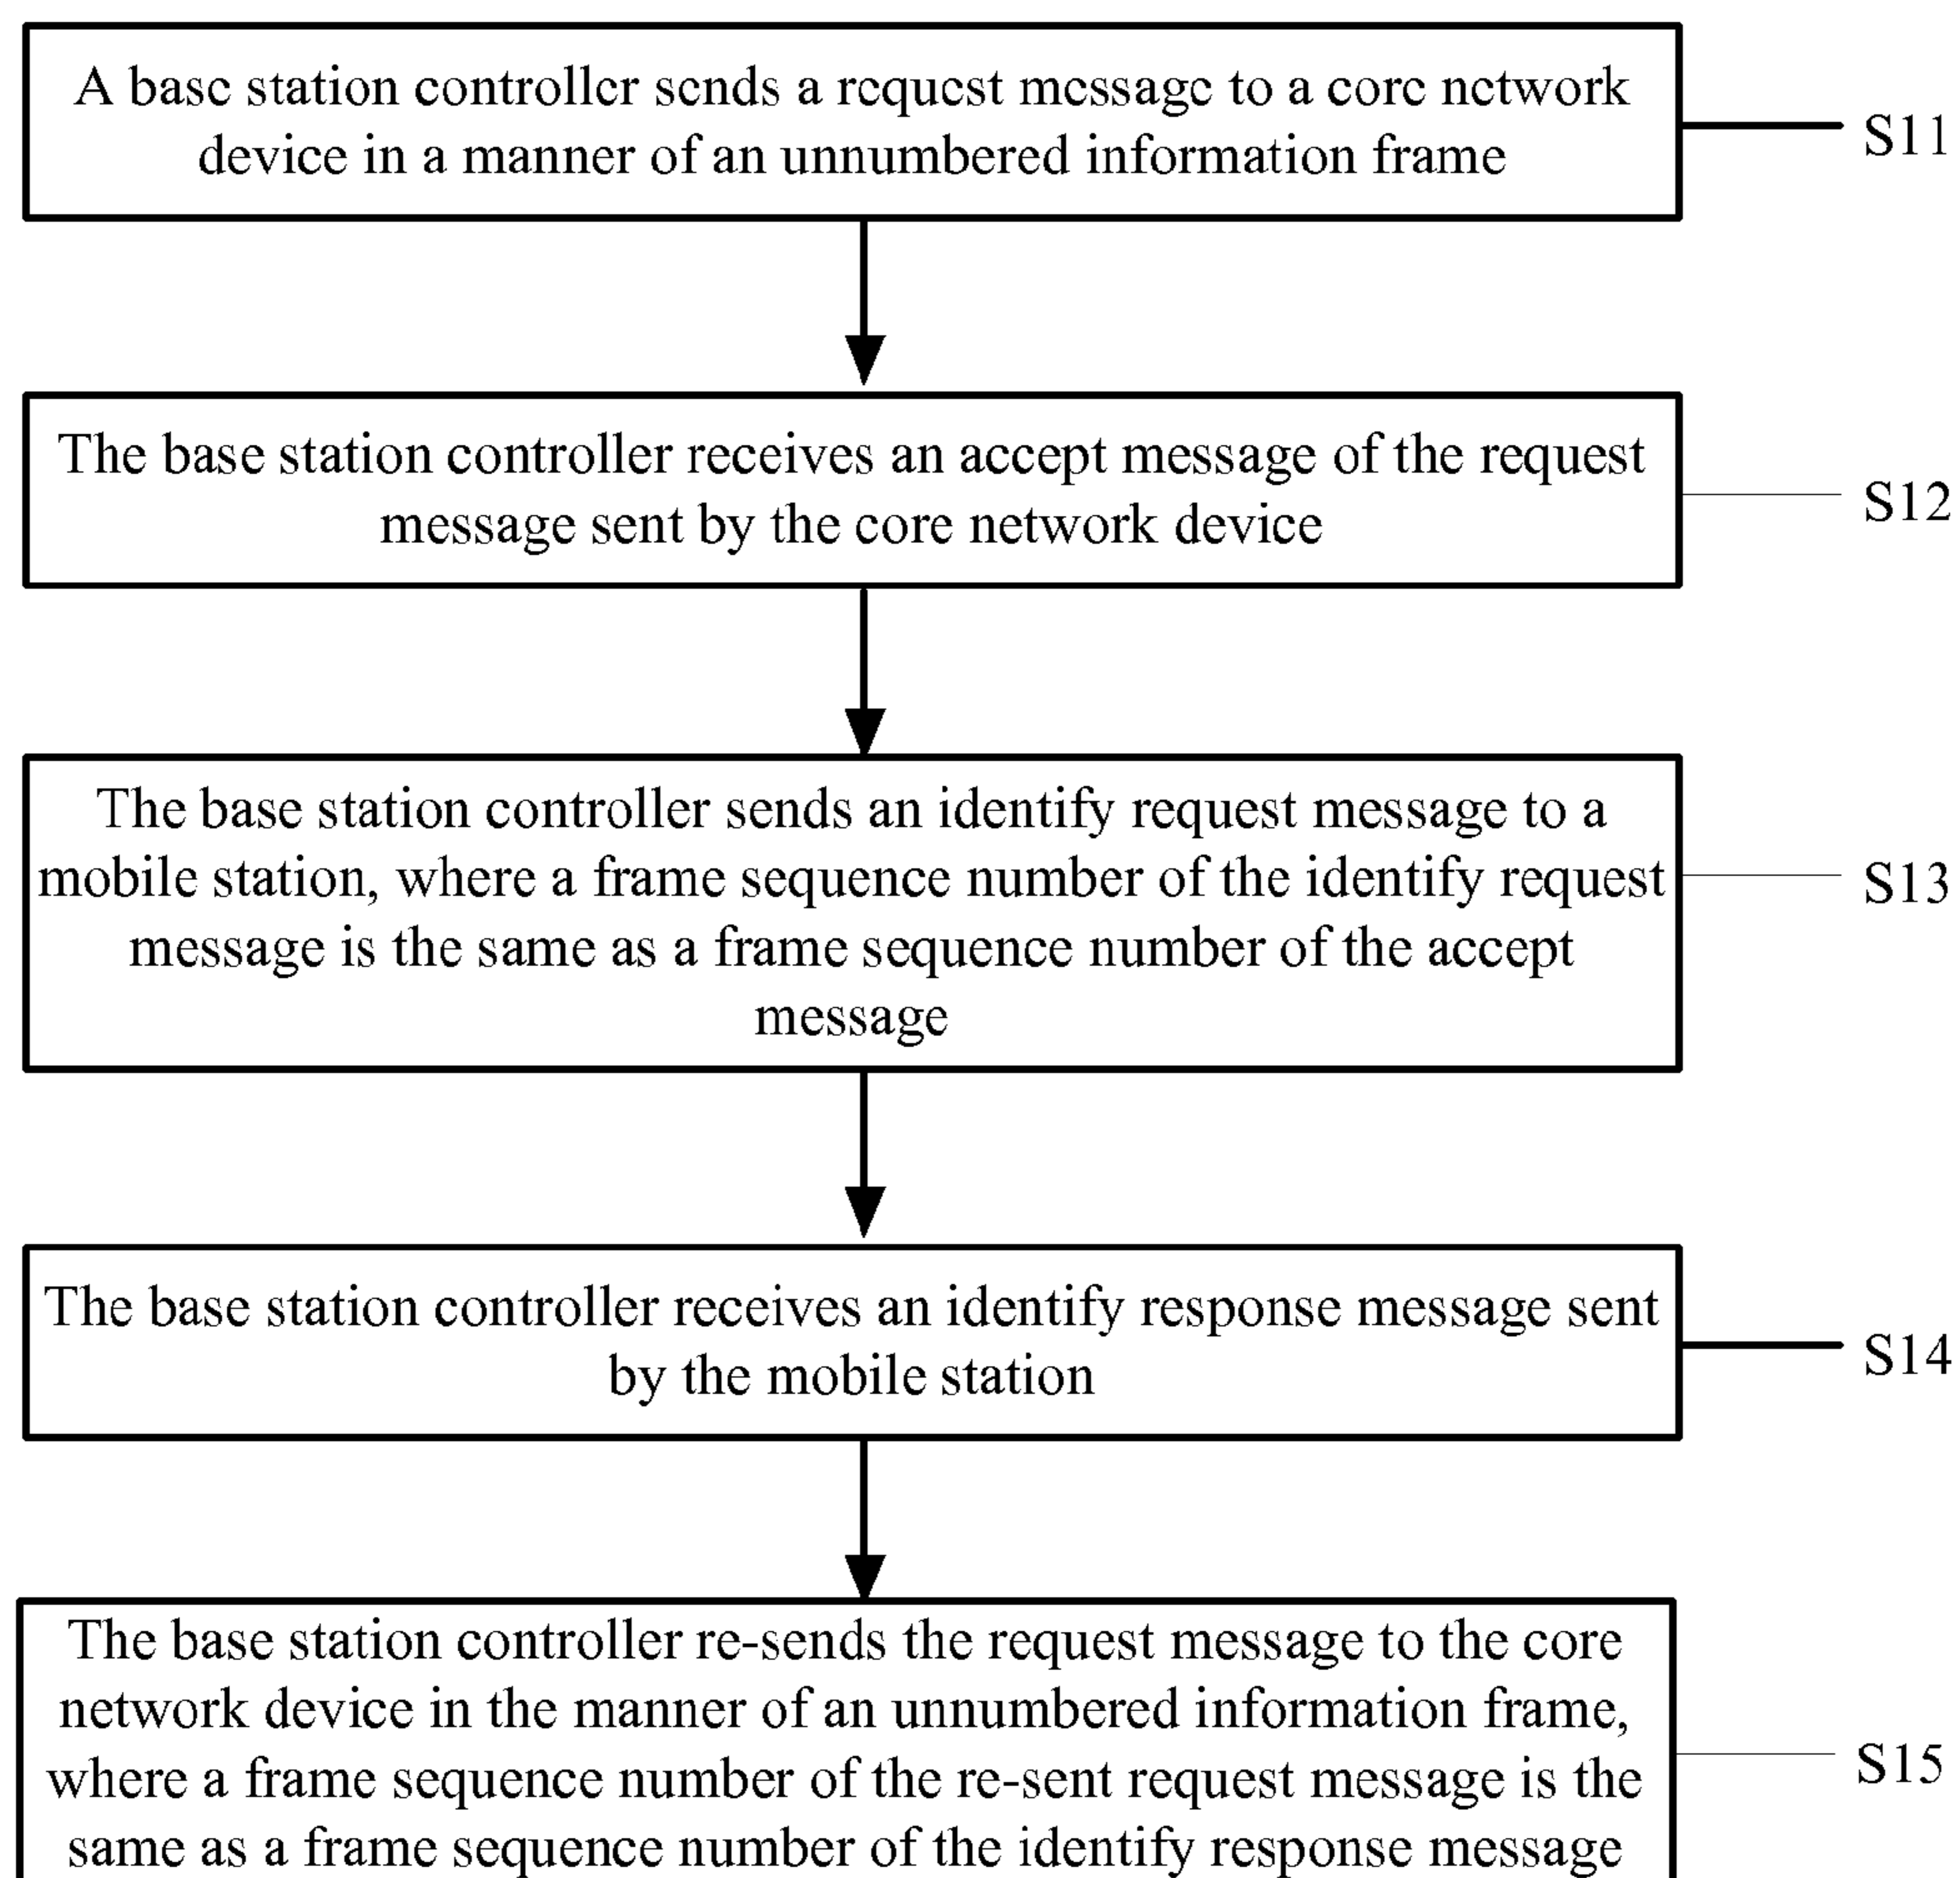 A base station controller sends a request message to a core network
device in a manner of an unnumbered information frame
S11
The base station controller receives an accept message of the request
message sent by the core network device
S12
The base station controller sends an identify request message to a
mobile station, where a frame sequence number of the identify request
message is the same as a frame sequence number of the accept
message
S13
The base station controller receives an identify response message sent
by the mobile station
S14
The base station controller re-sends the request message to the core
network device in the manner of an unnumbered information frame,
where a frame sequence number of the re-sent request message is the
same as a frame sequence number of the identify response message
S15